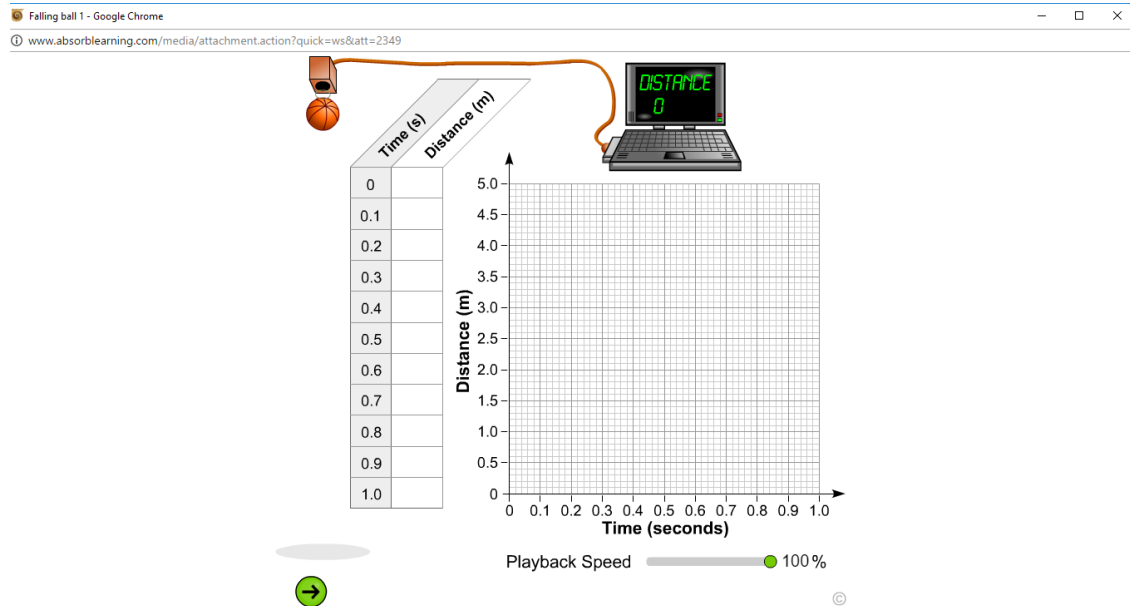 Falling ball 1 - Google Chrome
www.absorblearning.com/media/attachment.action?quick=ws&att=2349
DISTANCE
0
Time (s)
Distance (m)
0
0.1
0.2
0.3
0.4
0.5
0.6
0.7
0.8
0.9
1.0
Distance (m)
5.0
4.5
4.0
3.5
3.0
2.5
2.0
1.5
1.0
0.5
0
0 0.1 0.2 0.3 0.4 0.5 0.6 0.7 0.8 0.9 1.0
Time (seconds)
Playback Speed 100 %
©